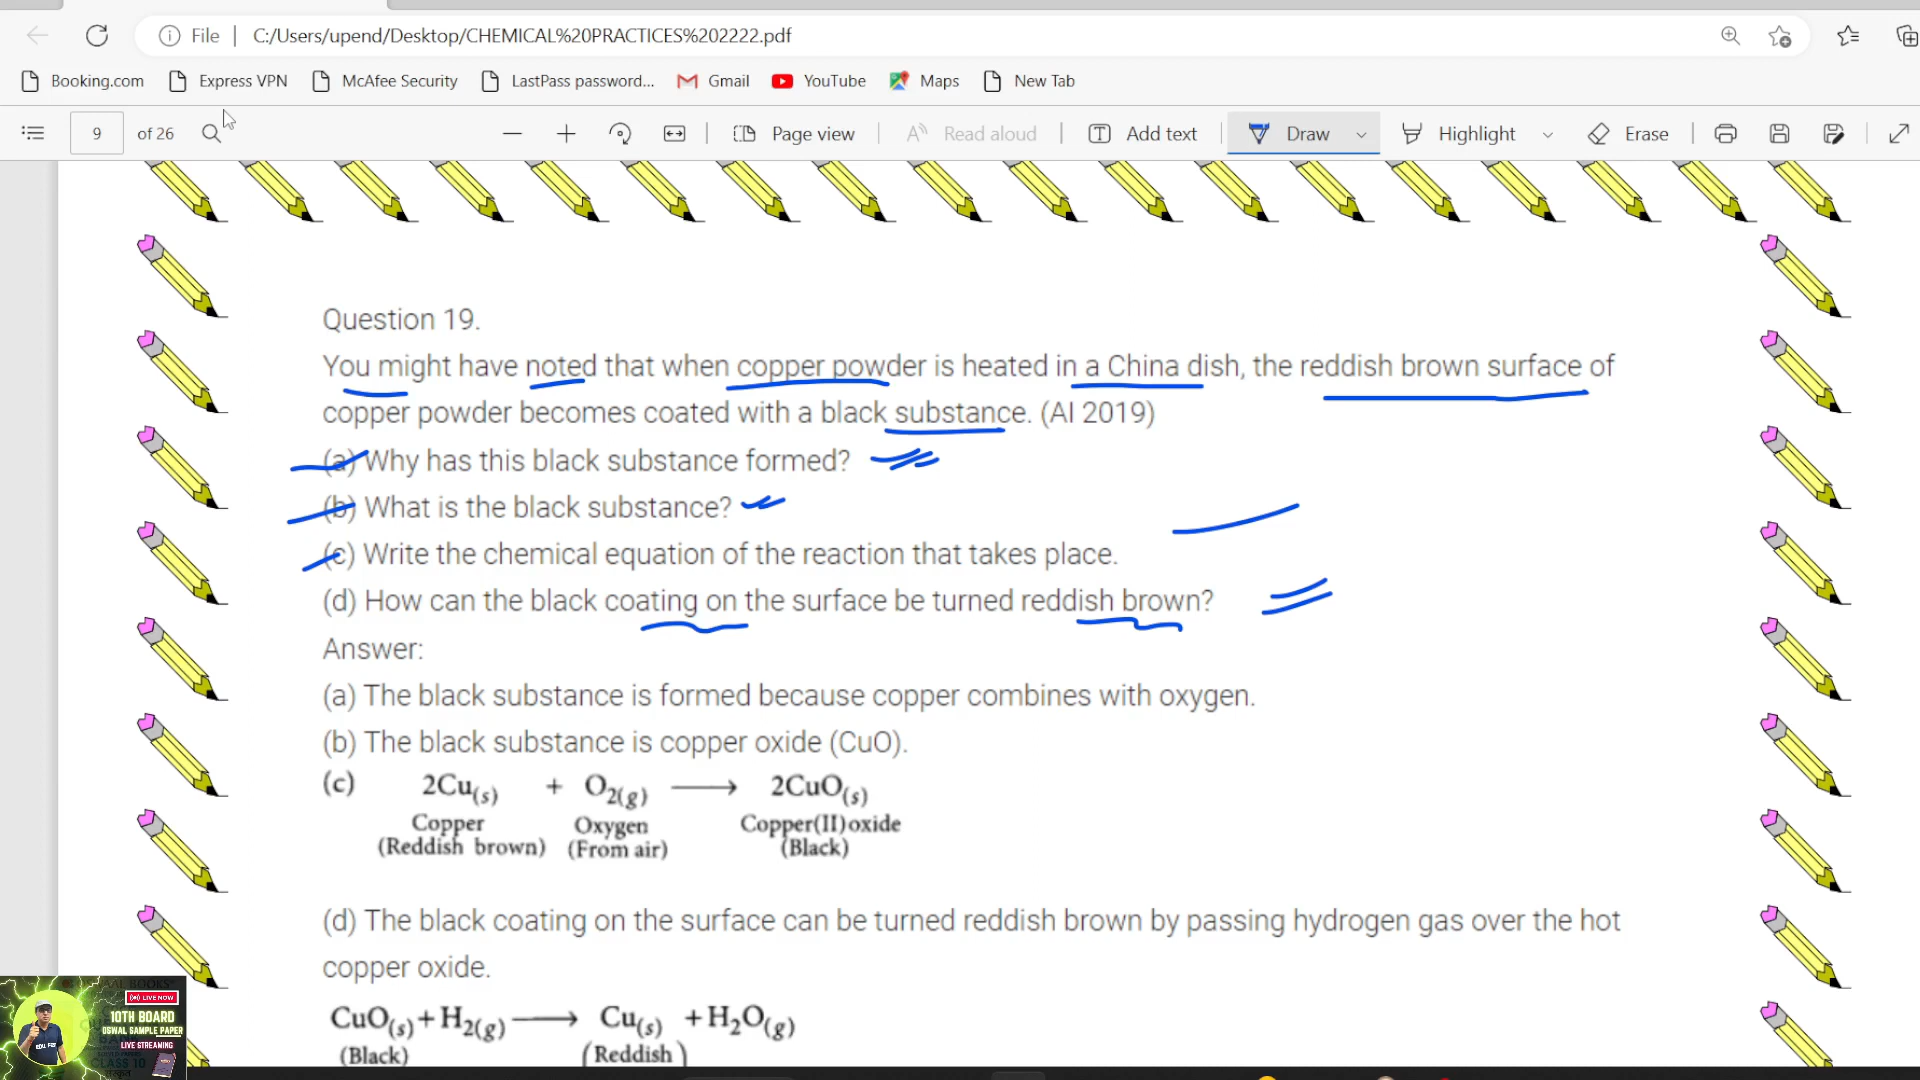 File C:/Users/upend/Desktop/CHEMICAL%20PRACTICES%202222.pdf
Booking.com Express VPN McAfee Security LastPass password... Gmail YouTube Maps New Tab
9 of 26 Page view Read aloud Add text Draw Highlight Erase
Question 19.
You might have noted that when copper powder is heated in a China dish, the reddish brown surface of
copper powder becomes coated with a black substance. (AI 2019)
(a) Why has this black substance formed?
(b) What is the black substance?
(c) Write the chemical equation of the reaction that takes place.
(d) How can the black coating on the surface be turned reddish brown?
Answer:
(a) The black substance is formed because copper combines with oxygen.
(b) The black substance is copper oxide (CuO).
(c) 2Cu(s) + O2(g) ⟶ 2CuO(s)
Copper Oxygen Copper(II)oxide
(Reddish brown) (From air) (Black)
(d) The black coating on the surface can be turned reddish brown by passing hydrogen gas over the hot
copper oxide.
CuO(s)+H2(g) ⟶ Cu(s) +H2O(g)
(Black) (Reddish)
LIVE NOW
10TH BOARD
OSWAL SAMPLE PAPER
LIVE STREAMING
CLASS 10